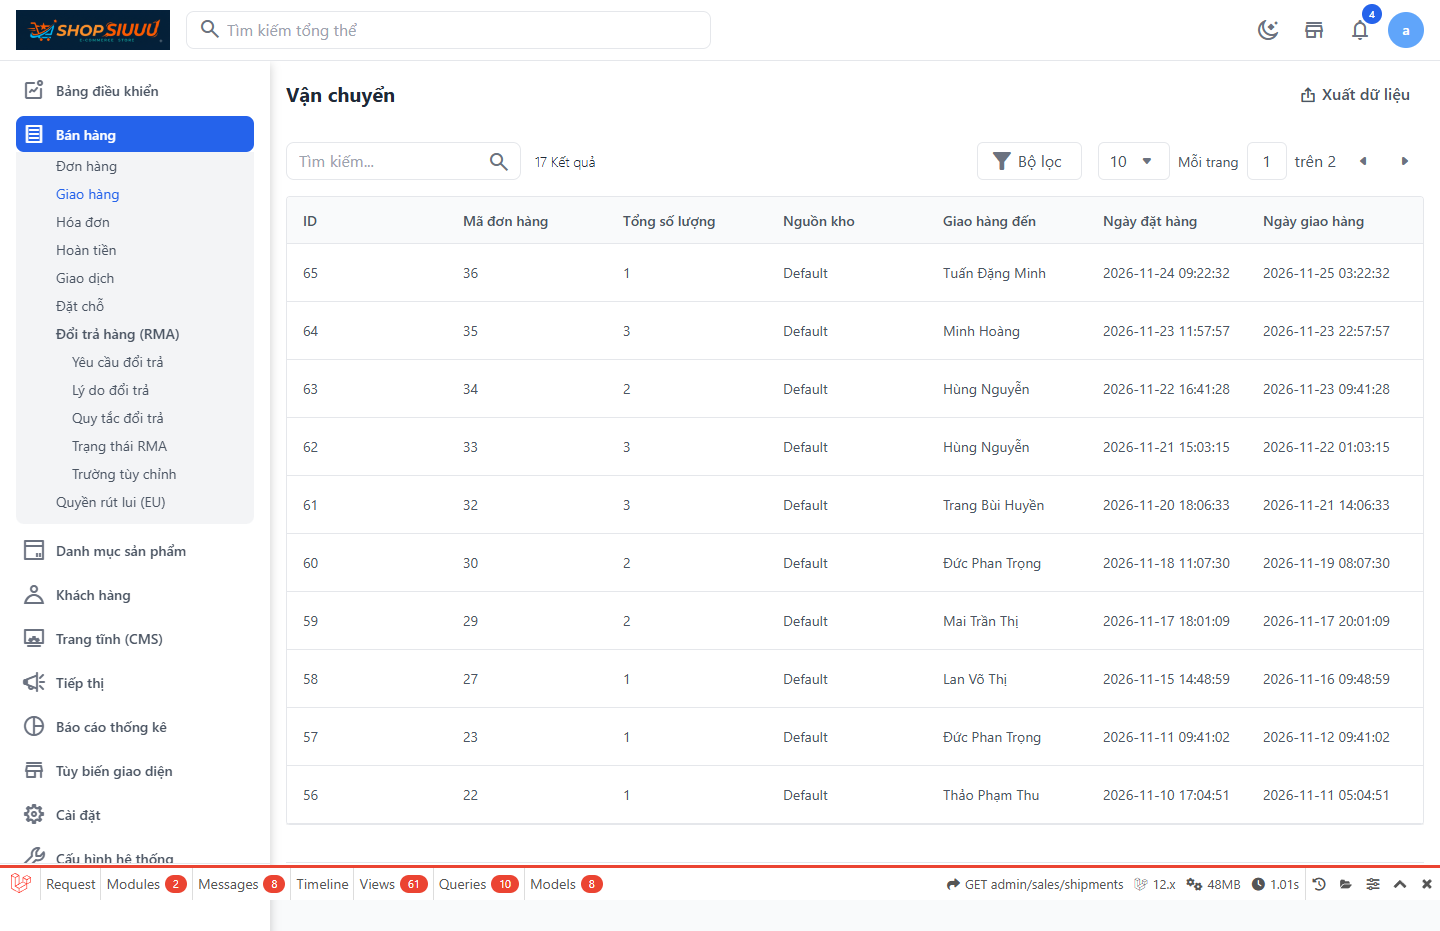 SHOP SIUUU
E-COMMERCE STORE
Tìm kiếm tổng thể
4
a
Bảng điều khiển
Bán hàng
Đơn hàng
Giao hàng
Hóa đơn
Hoàn tiền
Giao dịch
Đặt chỗ
Đổi trả hàng (RMA)
Yêu cầu đổi trả
Lý do đổi trả
Quy tắc đổi trả
Trạng thái RMA
Trường tùy chỉnh
Quyền rút lui (EU)
Danh mục sản phẩm
Khách hàng
Trang tĩnh (CMS)
Tiếp thị
Báo cáo thống kê
Tùy biến giao diện
Cài đặt
Cấu hình hệ thống
Vận chuyển
Xuất dữ liệu
Tìm kiếm...
17 Kết quả
Bộ lọc
10
Mỗi trang
1
trên 2
ID Mã đơn hàng Tổng số lượng Nguồn kho Giao hàng đến Ngày đặt hàng Ngày giao hàng
65 36 1 Default Tuấn Đặng Minh 2026-11-24 09:22:32 2026-11-25 03:22:32
64 35 3 Default Minh Hoàng 2026-11-23 11:57:57 2026-11-23 22:57:57
63 34 2 Default Hùng Nguyễn 2026-11-22 16:41:28 2026-11-23 09:41:28
62 33 3 Default Hùng Nguyễn 2026-11-21 15:03:15 2026-11-22 01:03:15
61 32 3 Default Trang Bùi Huyền 2026-11-20 18:06:33 2026-11-21 14:06:33
60 30 2 Default Đức Phan Trọng 2026-11-18 11:07:30 2026-11-19 08:07:30
59 29 2 Default Mai Trần Thị 2026-11-17 18:01:09 2026-11-17 20:01:09
58 27 1 Default Lan Võ Thị 2026-11-15 14:48:59 2026-11-16 09:48:59
57 23 1 Default Đức Phan Trọng 2026-11-11 09:41:02 2026-11-12 09:41:02
56 22 1 Default Thảo Phạm Thu 2026-11-10 17:04:51 2026-11-11 05:04:51
Request Modules 2 Messages 8 Timeline Views 61 Queries 10 Models 8 GET admin/sales/shipments 12.x 48MB 1.01s